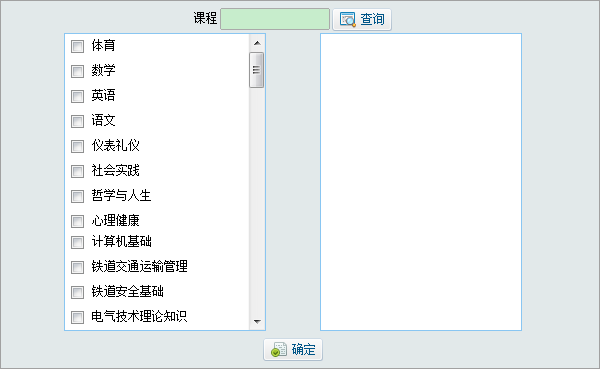 课程 查询
体育
数学
英语
语文
仪表礼仪
社会实践
哲学与人生
心理健康
计算机基础
铁道交通运输管理
铁道安全基础
电气技术理论知识
确定